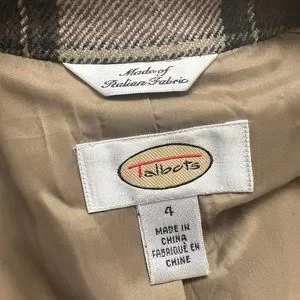 Made of
Italian Fabric
Talbots
4
MADE IN
CHINA
FABRIQUÉ EN
CHINE